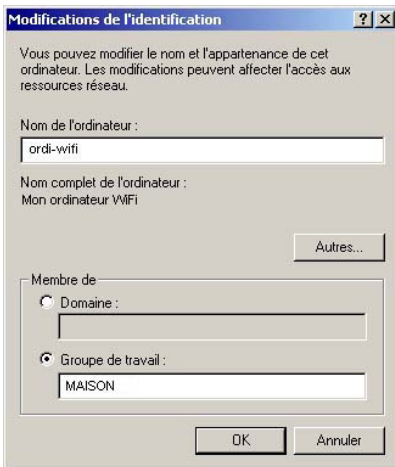 Modifications de l'identification
Vous pouvez modifier le nom et l'appartenance de cet
ordinateur. Les modifications peuvent affecter l'accès aux
ressources réseau.
Nom de l'ordinateur :
ordi-wifi
Nom complet de l'ordinateur :
Mon ordinateur WiFi
Autres...
Membre de
Domaine :
Groupe de travail :
MAISON
OK
Annuler